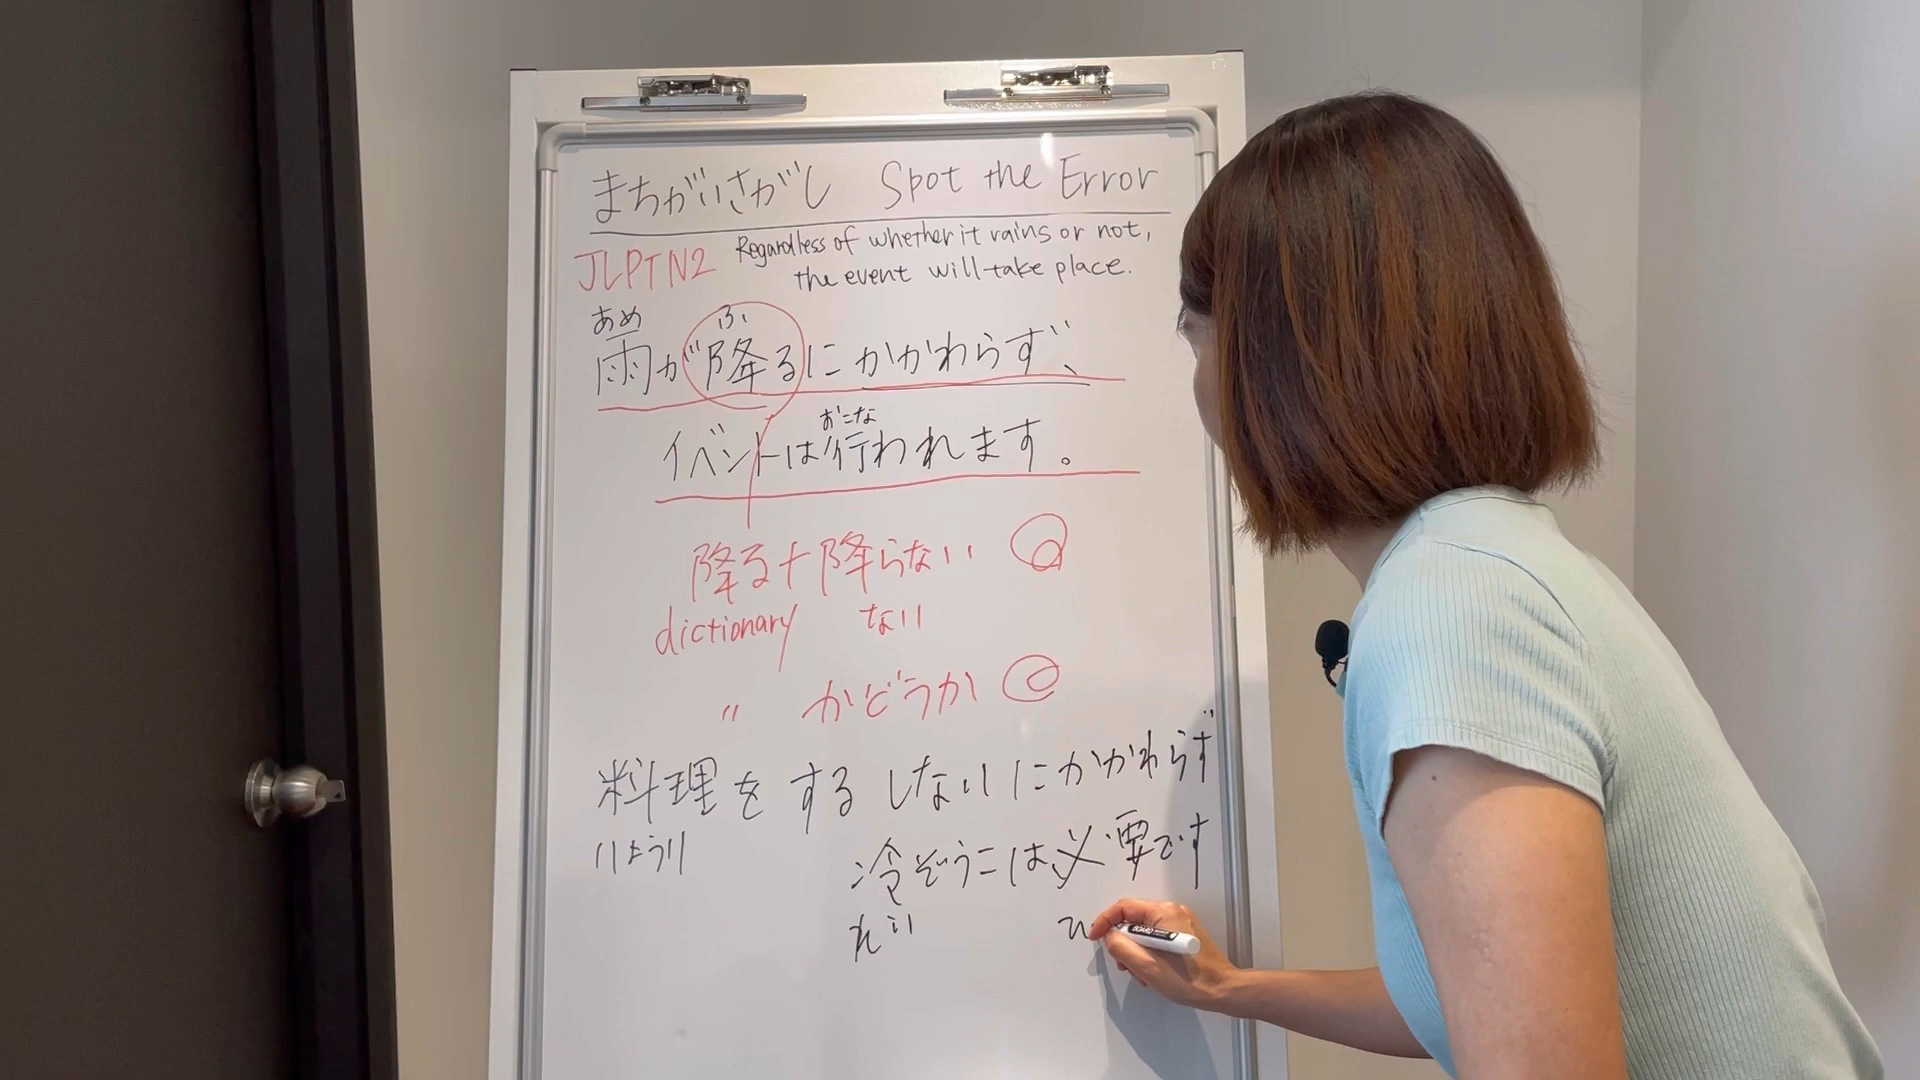 まちがいさがし Spot the Error
JLPT N2 Regardless of whether it rains or not,
the event will take place.
あめ ふ
雨が降るにかかわらず、
おこな
イベントは行われます。
降る+降らない
dictionary ない
〃 かどうか
料理をするしないにかかわらず
りょうり
冷ぞうこは必要です
れい ひ